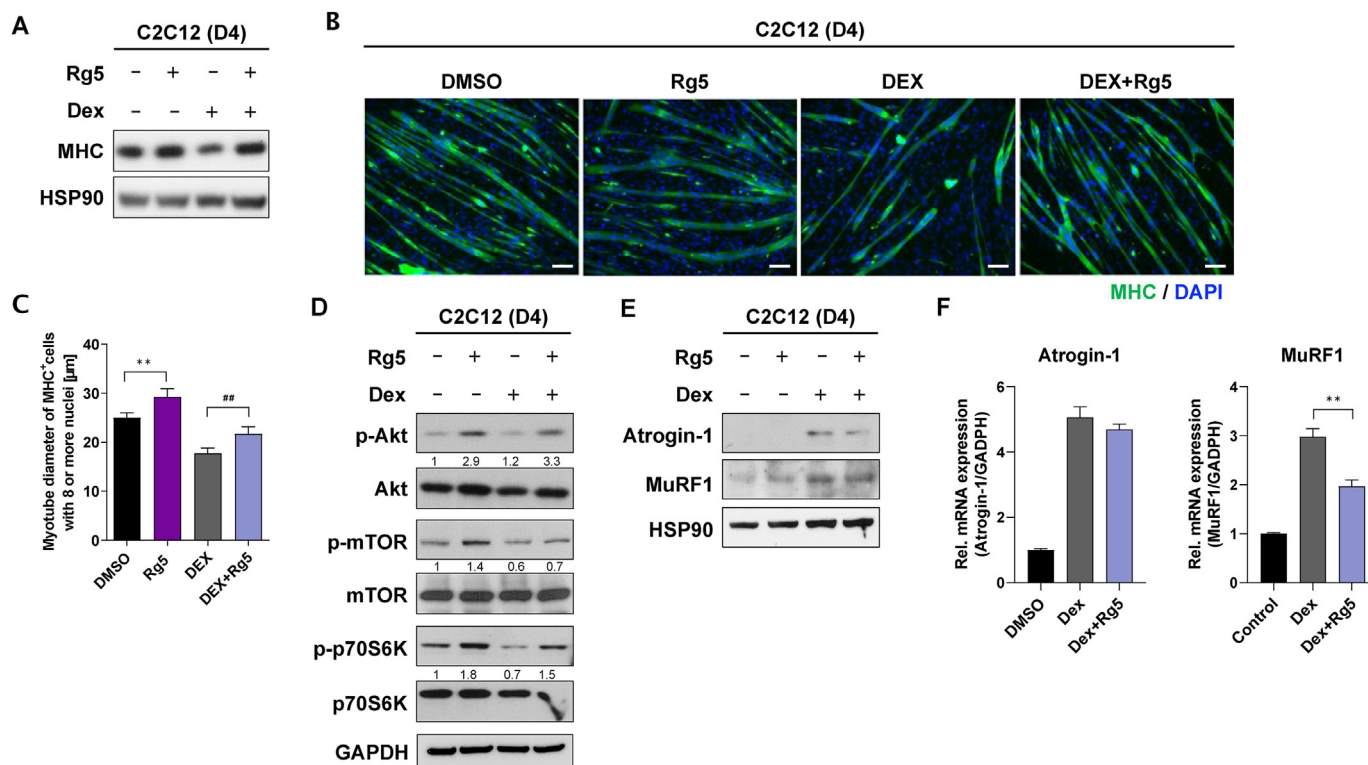 A
C2C12 (D4)
Rg5 – + – +
Dex – – + +
MHC
HSP90
B
C2C12 (D4)
DMSO Rg5 DEX DEX+Rg5
MHC / DAPI
C
Myotube diameter of MHC⁺cells
with 8 or more nuclei [µm]
40
30
20
10
0
**
##
DMSO Rg5 DEX DEX+Rg5
D
C2C12 (D4)
Rg5 – + – +
Dex – – + +
p-Akt
1 2.9 1.2 3.3
Akt
p-mTOR
1 1.4 0.6 0.7
mTOR
p-p70S6K
1 1.8 0.7 1.5
p70S6K
GAPDH
E
C2C12 (D4)
Rg5 – + – +
Dex – – + +
Atrogin-1
MuRF1
HSP90
F
Atrogin-1
Rel. mRNA expression
(Atrogin-1/GADPH)
6
4
2
0
DMSO Dex Dex+Rg5
MuRF1
Rel. mRNA expression
(MuRF1/GADPH)
4
3
2
1
0
**
Control Dex Dex+Rg5